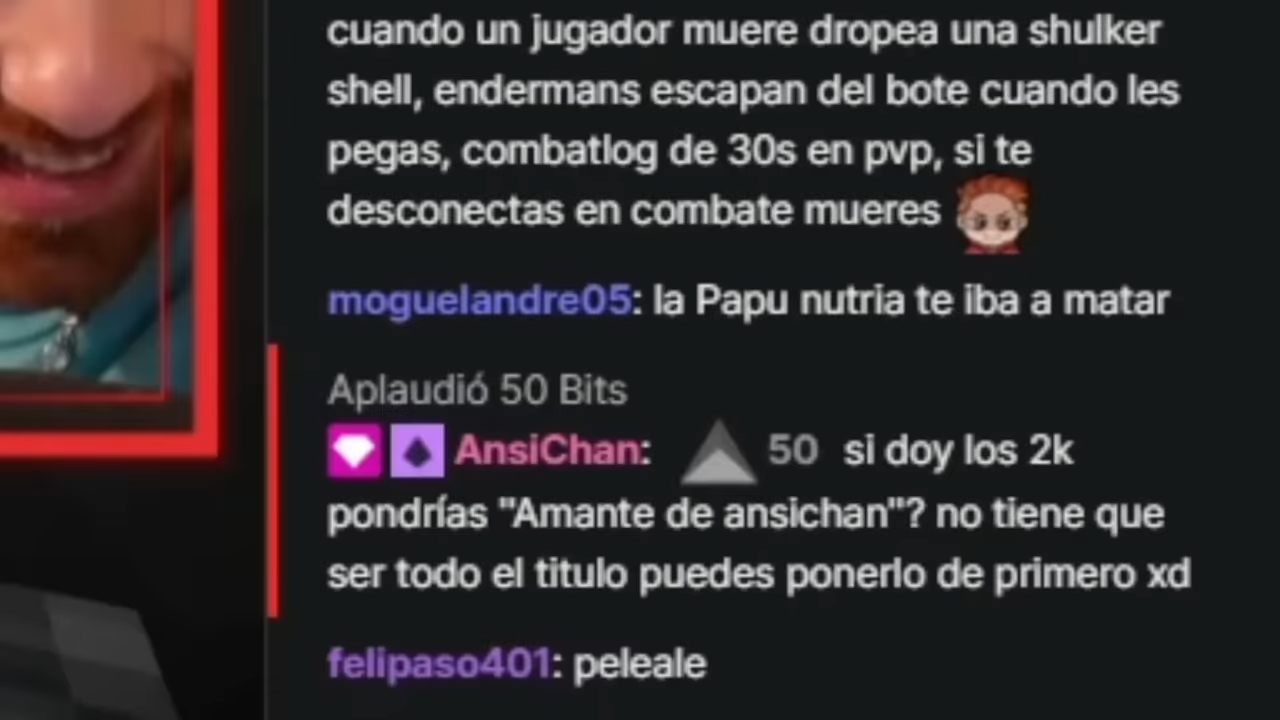 cuando un jugador muere dropea una shulker
shell, endermans escapan del bote cuando les
pegas, combatlog de 30s en pvp, si te
desconectas en combate mueres
moguelandre05: la Papu nutria te iba a matar
Aplaudió 50 Bits
AnsiChan: 50 si doy los 2k
pondrías "Amante de ansichan"? no tiene que
ser todo el titulo puedes ponerlo de primero xd
felipaso401: peleale